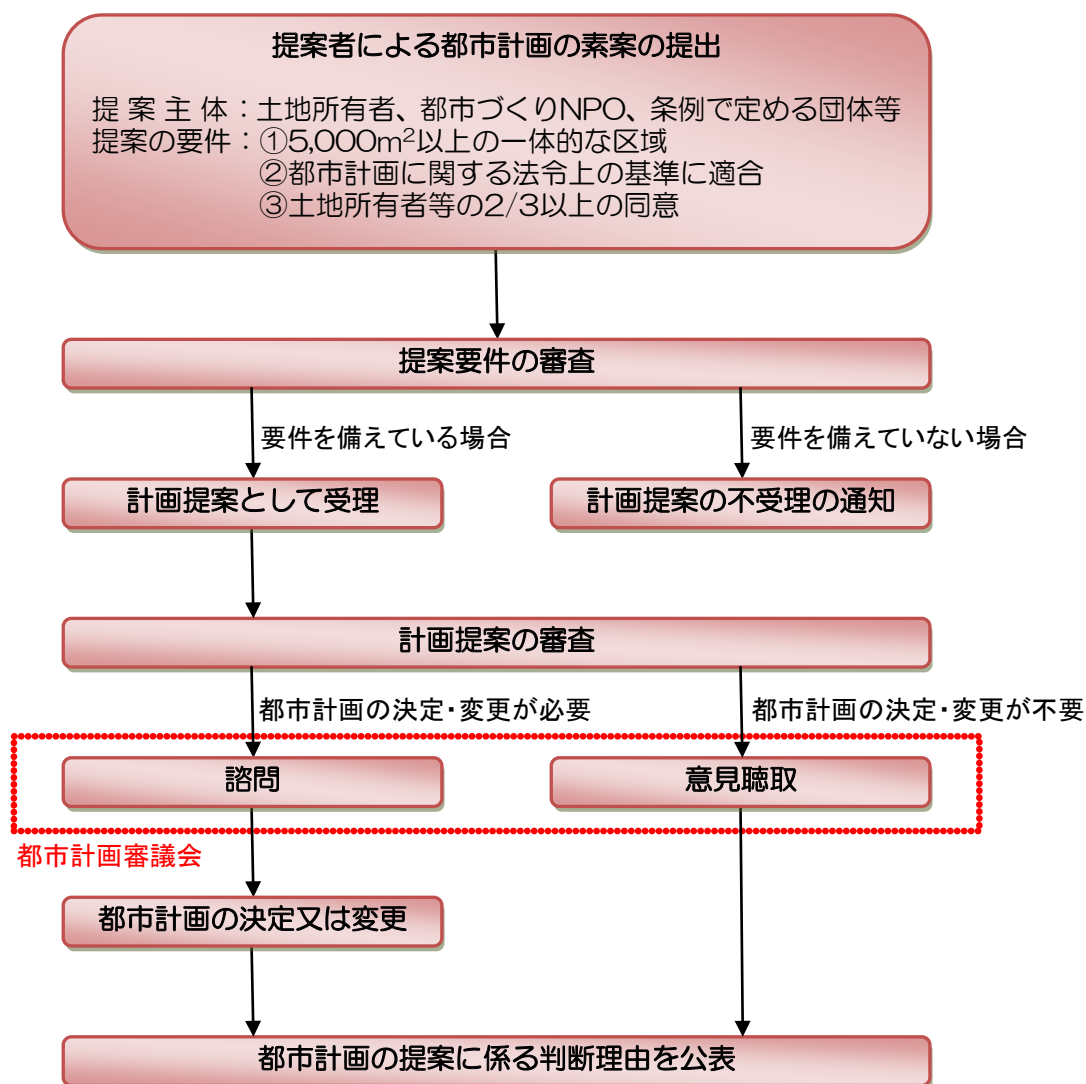 提案者による都市計画の素案の提出
提 案 主 体：土地所有者、都市づくりNPO、条例で定める団体等
提案の要件：①5,000m²以上の一体的な区域
②都市計画に関する法令上の基準に適合
③土地所有者等の2/3以上の同意
提案要件の審査
要件を備えている場合
要件を備えていない場合
計画提案として受理
計画提案の不受理の通知
計画提案の審査
都市計画の決定・変更が必要
都市計画の決定・変更が不要
諮問
意見聴取
都市計画審議会
都市計画の決定又は変更
都市計画の提案に係る判断理由を公表